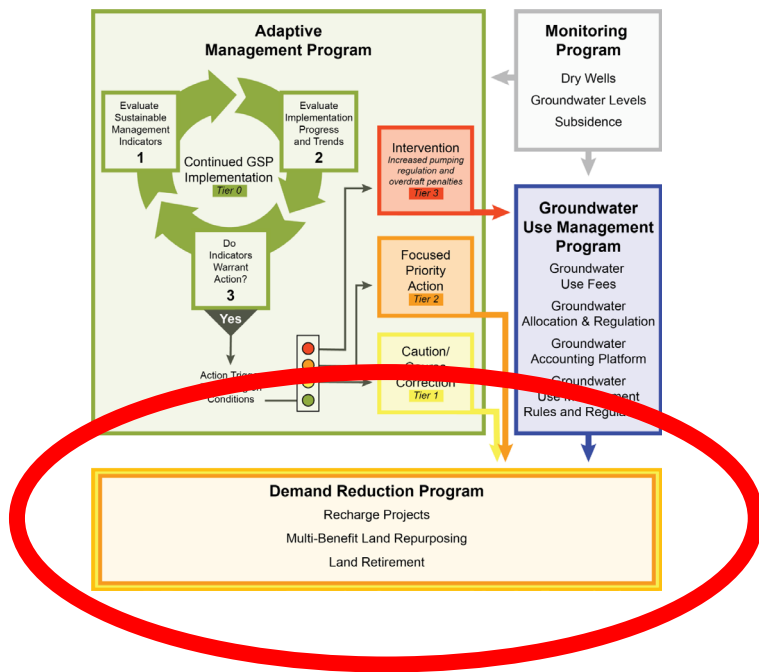 Adaptive
Management Program
Evaluate
Sustainable
Management
Indicators
1
Evaluate
Implementation
Progress
and Trends
2
Continued GSP
Implementation
Tier 0
Do
Indicators
Warrant
Action?
3
Yes
Action
Conditions
Intervention
Increased pumping
regulation and
overdraft penalties
Tier 3
Focused
Priority
Action
Tier 2
Caution/
Correction
Tier 1
Monitoring
Program
Dry Wells
Groundwater Levels
Subsidence
Groundwater
Use Management
Program
Groundwater
Use Fees
Groundwater
Allocation & Regulation
Groundwater
Accounting Platform
Groundwater
Use Management
Rules and
Demand Reduction Program
Recharge Projects
Multi-Benefit Land Repurposing
Land Retirement